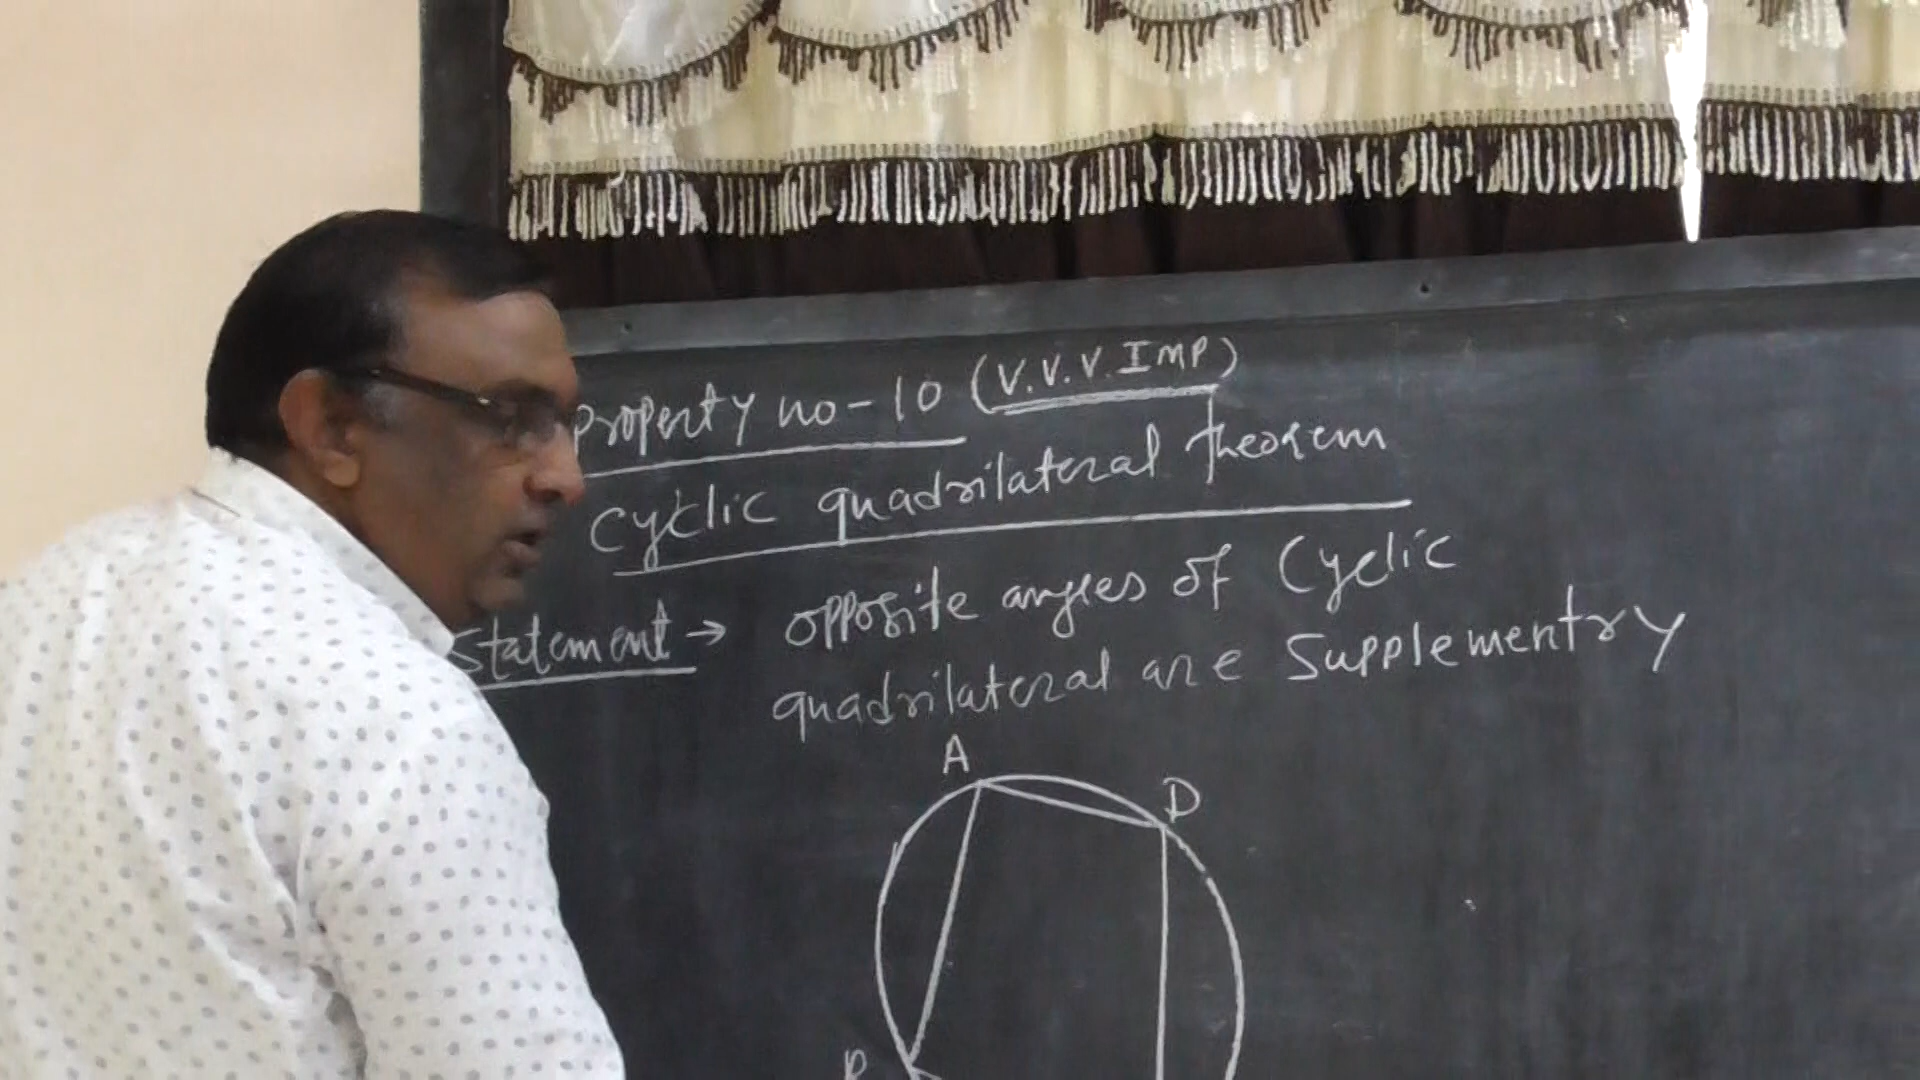 Property no-10 (V.V.V.IMP)
Cyclic quadrilateral theorem
Statement → opposite angles of Cyclic
quadrilateral are Supplementry
A
D
B